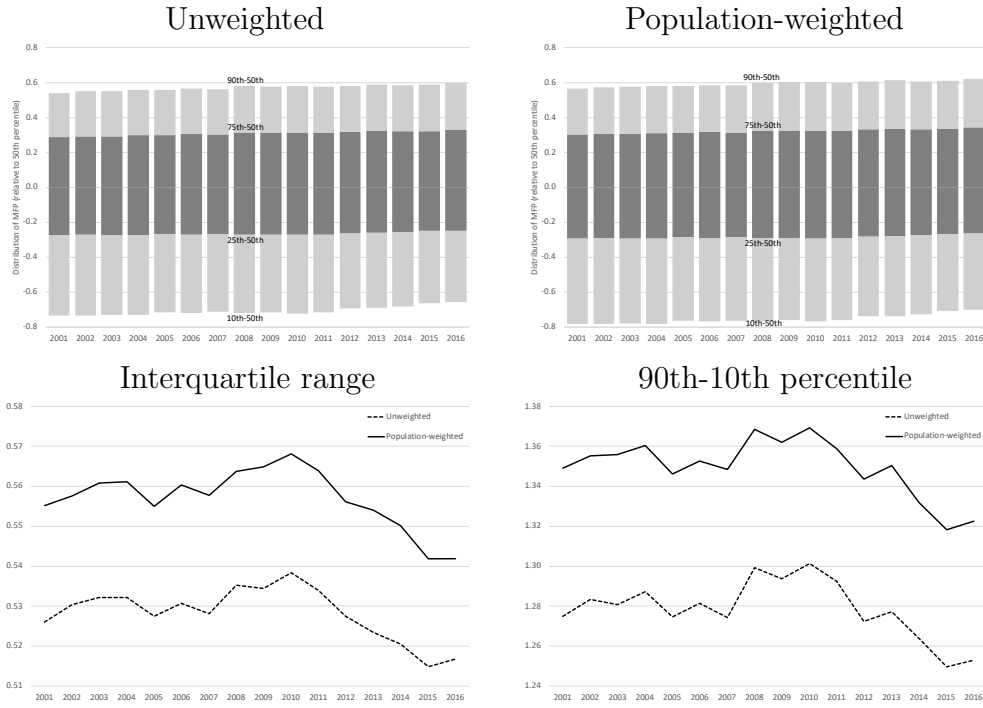 Unweighted
Distribution of MFP (relative to 50th percentile)
0.8
0.6
0.4
0.2
0.0
-0.2
-0.4
-0.6
-0.8
90th-50th
75th-50th
25th-50th
10th-50th
2001 2002 2003 2004 2005 2006 2007 2008 2009 2010 2011 2012 2013 2014 2015 2016
Population-weighted
Distribution of MFP (relative to 50th percentile)
0.8
0.6
0.4
0.2
0.0
-0.2
-0.4
-0.6
-0.8
90th-50th
75th-50th
25th-50th
10th-50th
2001 2002 2003 2004 2005 2006 2007 2008 2009 2010 2011 2012 2013 2014 2015 2016
Interquartile range
0.58
0.57
0.56
0.55
0.54
0.53
0.52
0.51
Unweighted
Population-weighted
2001 2002 2003 2004 2005 2006 2007 2008 2009 2010 2011 2012 2013 2014 2015 2016
90th-10th percentile
1.38
1.36
1.34
1.32
1.30
1.28
1.26
1.24
Unweighted
Population-weighted
2001 2002 2003 2004 2005 2006 2007 2008 2009 2010 2011 2012 2013 2014 2015 2016